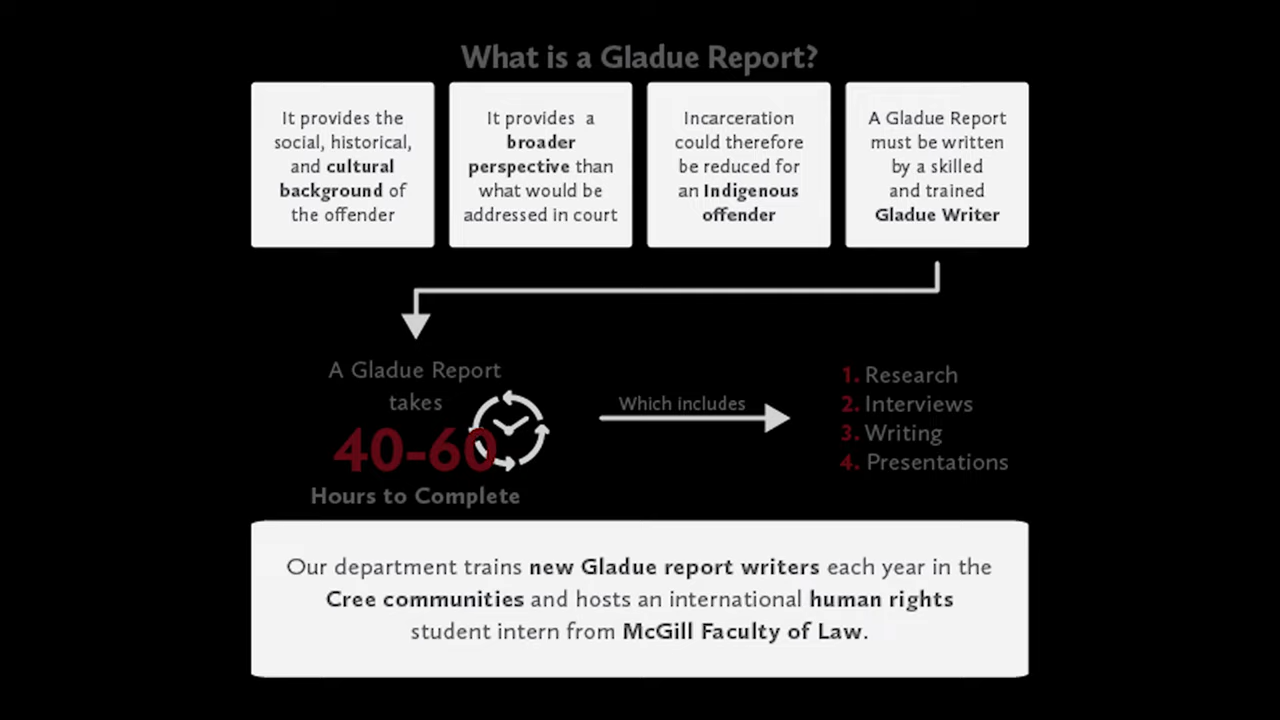 What is a Gladue Report?
It provides the
social, historical,
and cultural
background of
the offender
It provides a
broader
perspective than
what would be
addressed in court
Incarceration
could therefore
be reduced for
an Indigenous
offender
A Gladue Report
must be written
by a skilled
and trained
Gladue Writer
A Gladue Report
takes
40-60
Hours to Complete
Which includes
1. Research
2. Interviews
3. Writing
4. Presentations
Our department trains new Gladue report writers each year in the
Cree communities and hosts an international human rights
student intern from McGill Faculty of Law.